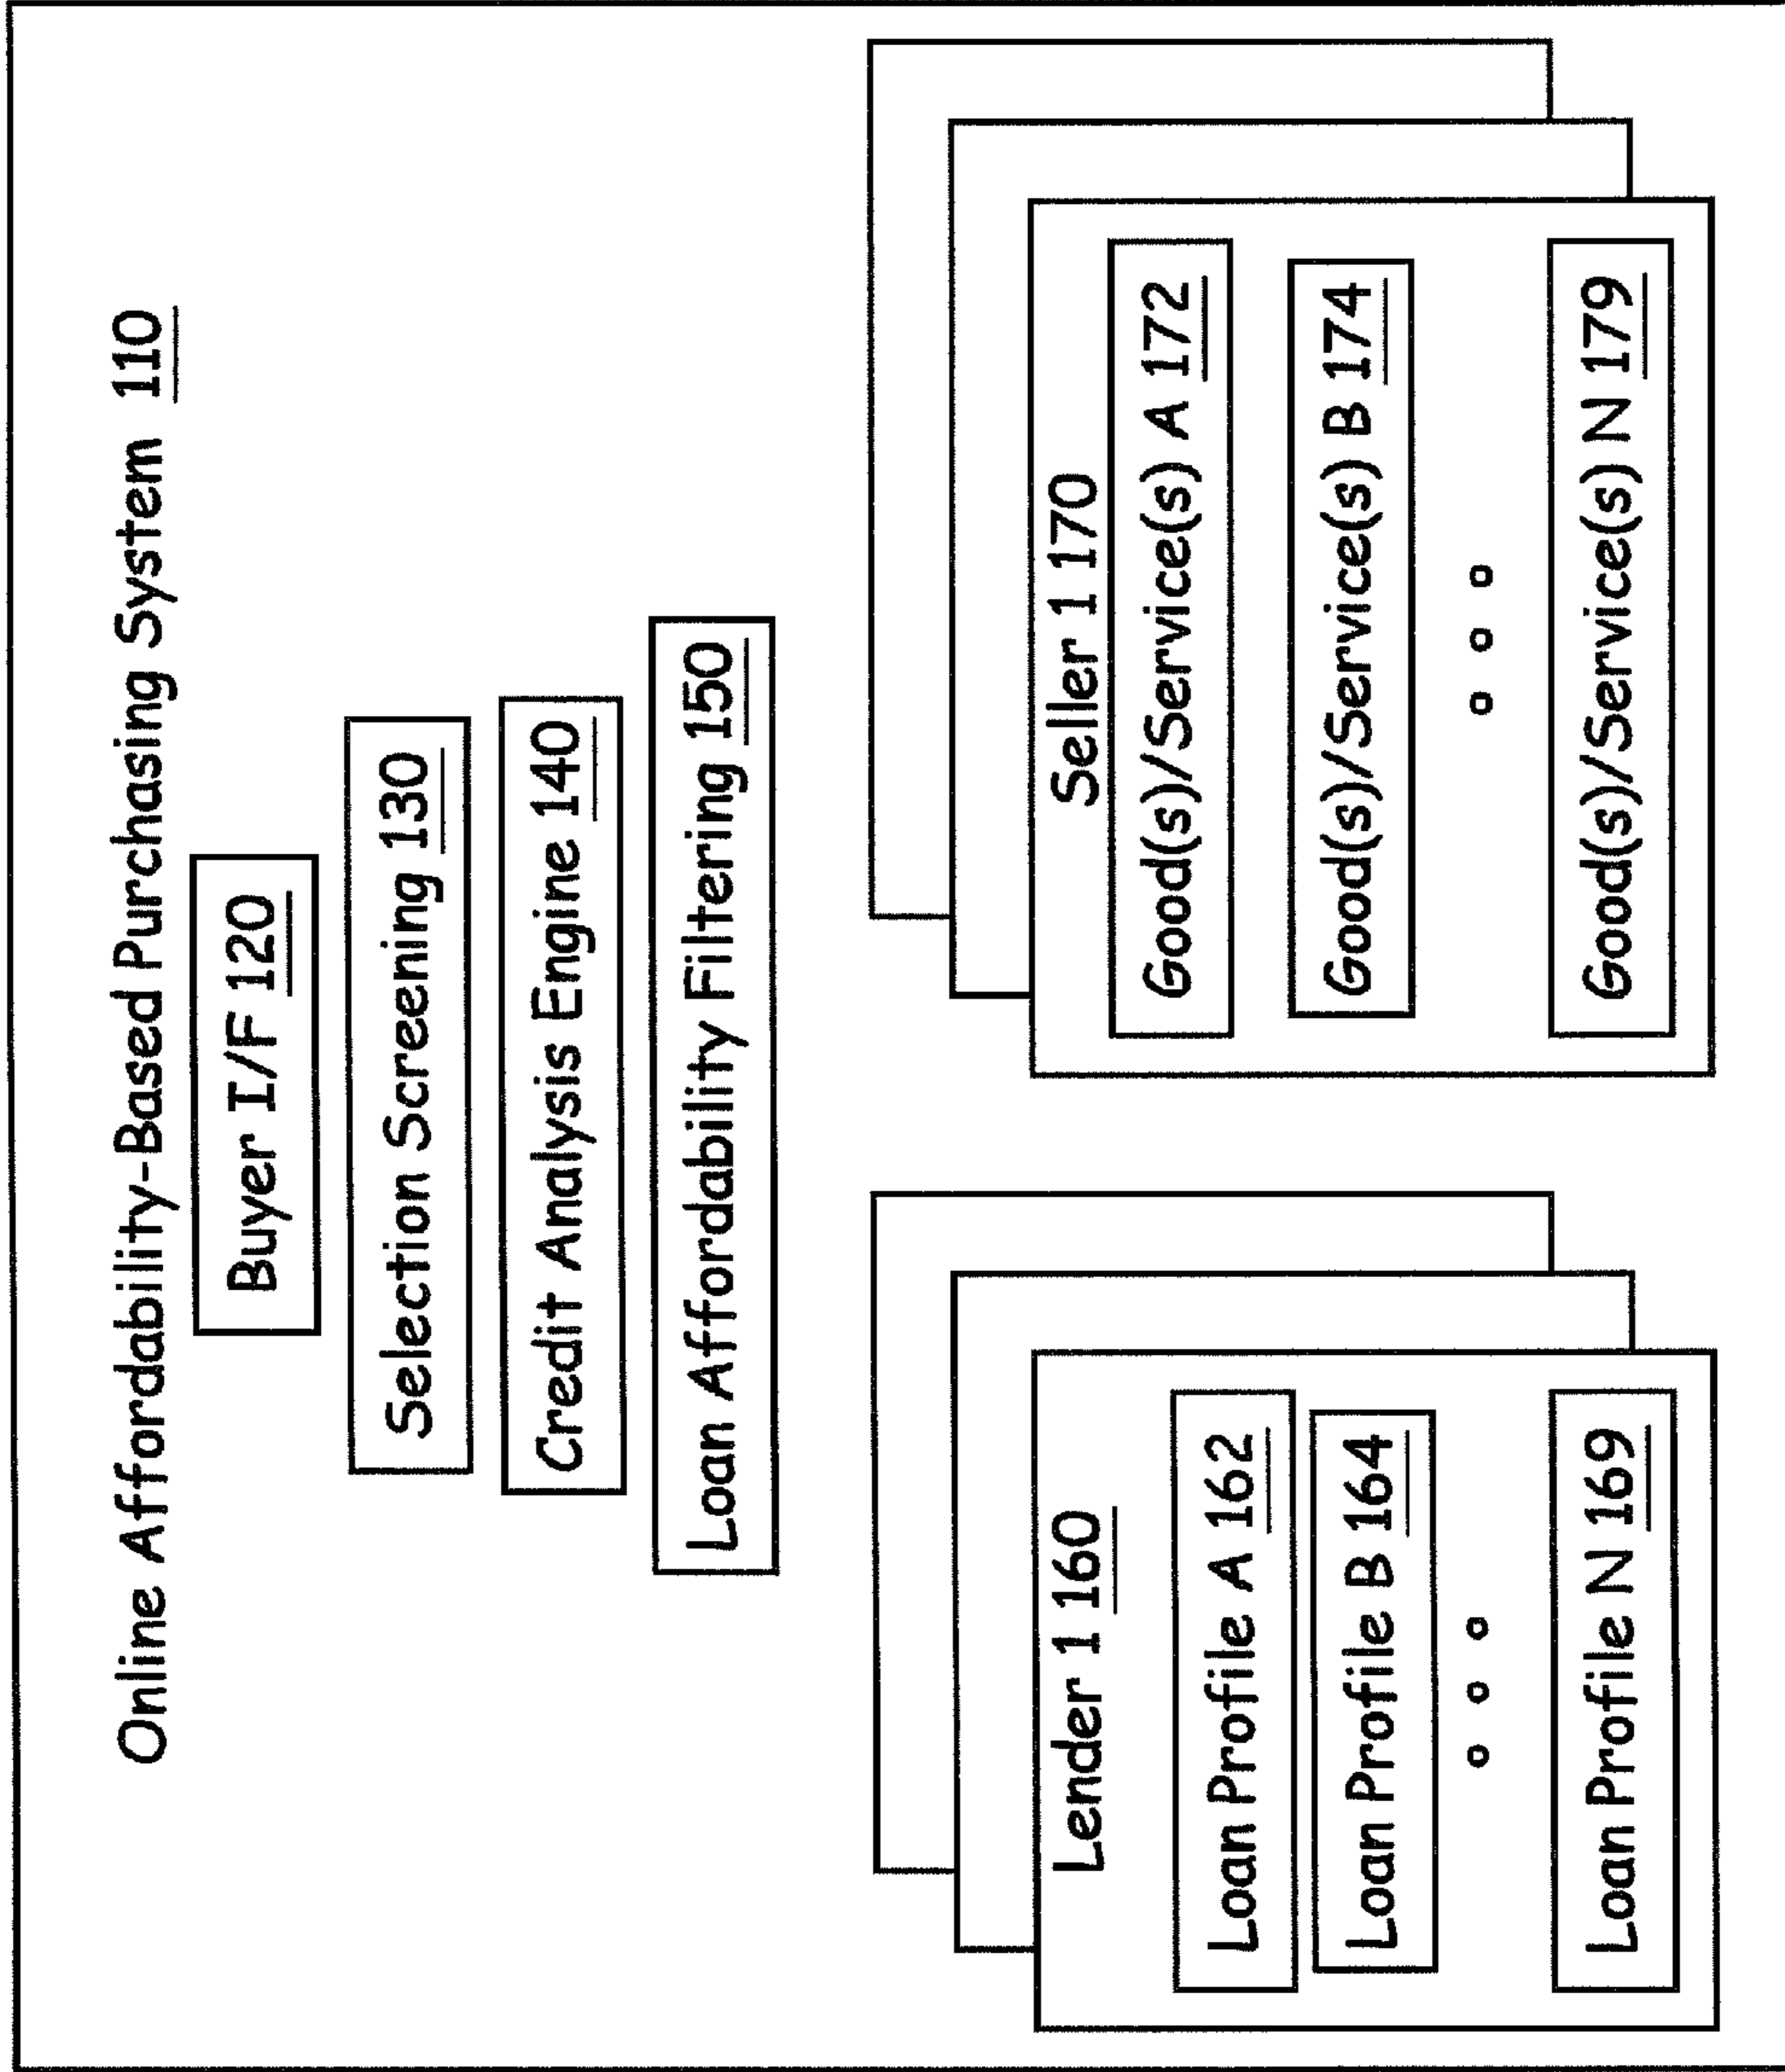 Online Affordability-Based Purchasing System 110
Buyer I/F 120
Selection Screening 130
Credit Analysis Engine 140
Loan Affordability Filtering 150
Lender 1 160
Loan Profile A 162
Loan Profile B 164
Loan Profile N 169
Seller 1 170
Good(s)/Service(s) A 172
Good(s)/Service(s) B 174
Good(s)/Service(s) N 179